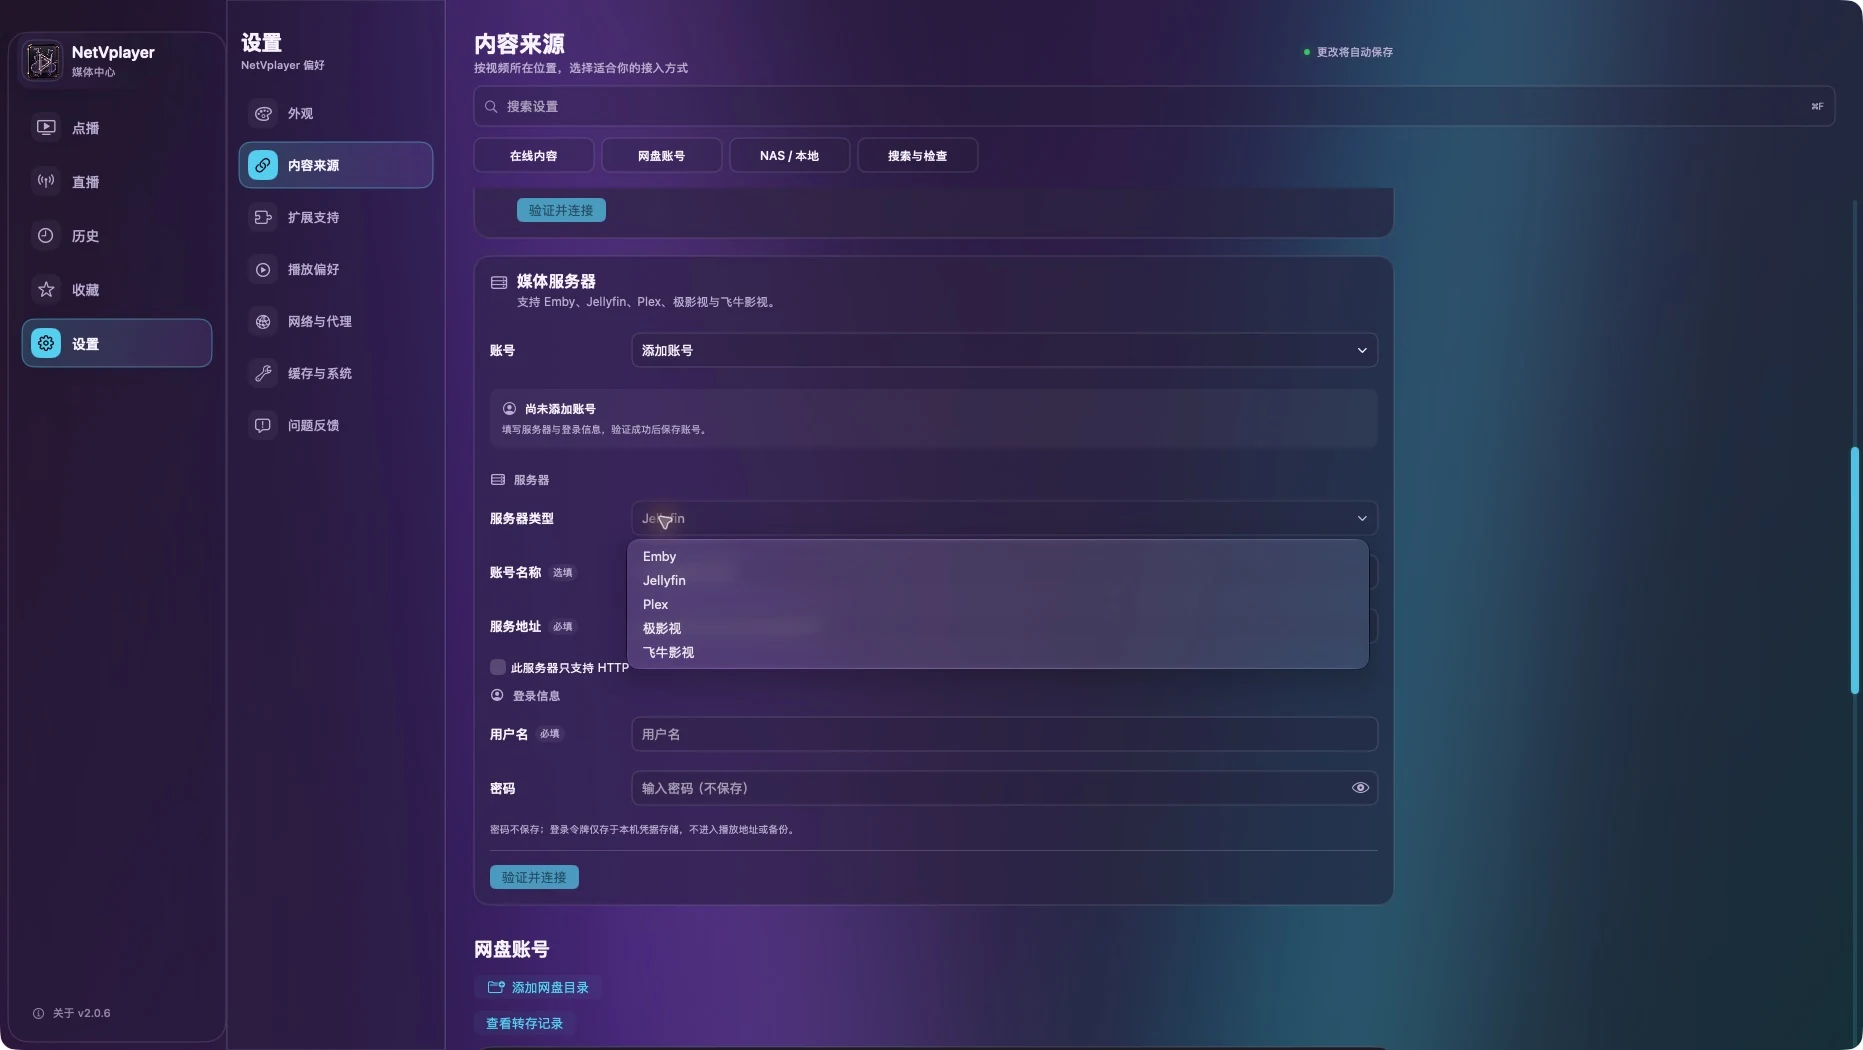 NetVplayer
媒体中心
点播
直播
历史
收藏
设置
关于 v2.0.6
设置
NetVplayer 偏好
外观
内容来源
扩展支持
播放偏好
网络与代理
缓存与系统
问题反馈
内容来源
按视频所在位置，选择适合你的接入方式
更改将自动保存
搜索设置
⌘F
在线内容
网盘账号
NAS / 本地
搜索与检查
验证并连接
媒体服务器
支持 Emby、Jellyfin、Plex、极影视与飞牛影视。
账号
添加账号
尚未添加账号
填写服务器与登录信息，验证成功后保存账号。
服务器
服务器类型
Jellyfin
Emby
Jellyfin
Plex
极影视
飞牛影视
账号名称 选填
服务地址 必填
此服务器只支持 HTTP
登录信息
用户名 必填
用户名
密码
输入密码（不保存）
密码不保存；登录令牌仅存于本机凭据存储，不进入播放地址或备份。
验证并连接
网盘账号
添加网盘目录
查看转存记录